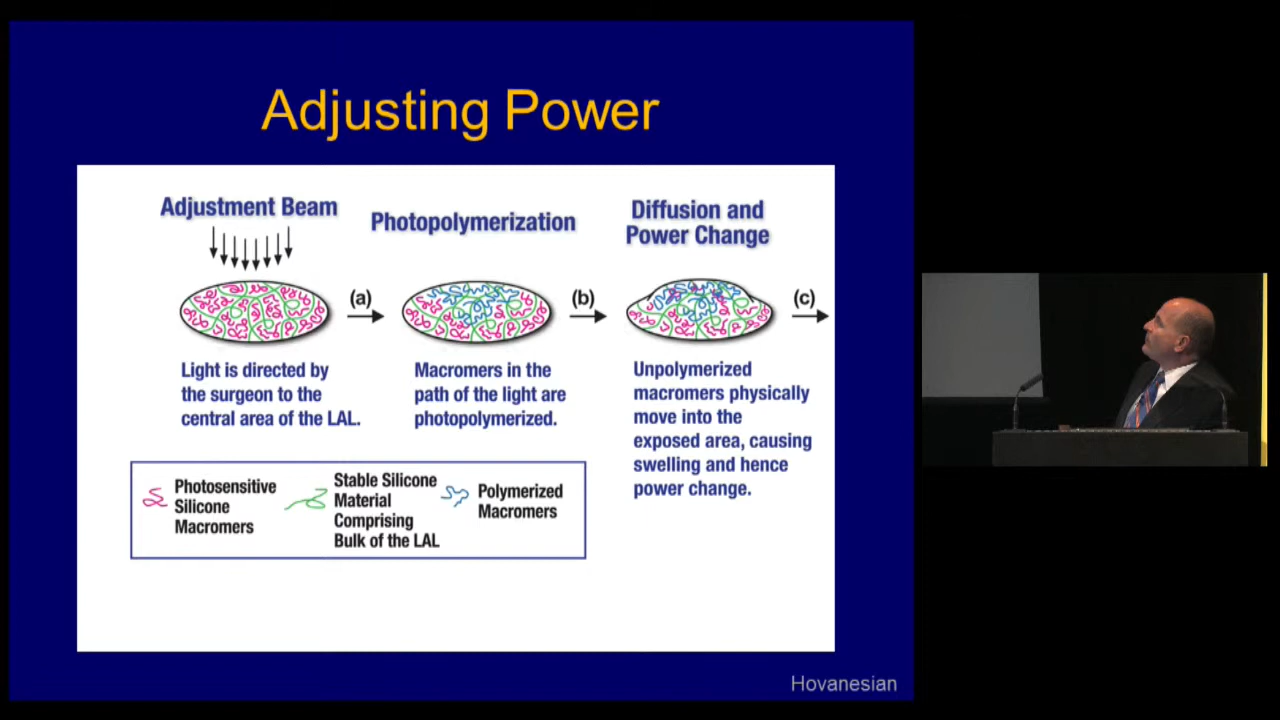 Adjusting Power
Adjustment Beam
Photopolymerization
Diffusion and
Power Change
(a)
(b)
(c)
Light is directed by
the surgeon to the
central area of the LAL.
Macromers in the
path of the light are
photopolymerized.
Unpolymerized
macromers physically
move into the
exposed area, causing
swelling and hence
power change.
Photosensitive
Silicone
Macromers
Stable Silicone
Material
Comprising
Bulk of the LAL
Polymerized
Macromers
Hovanesian